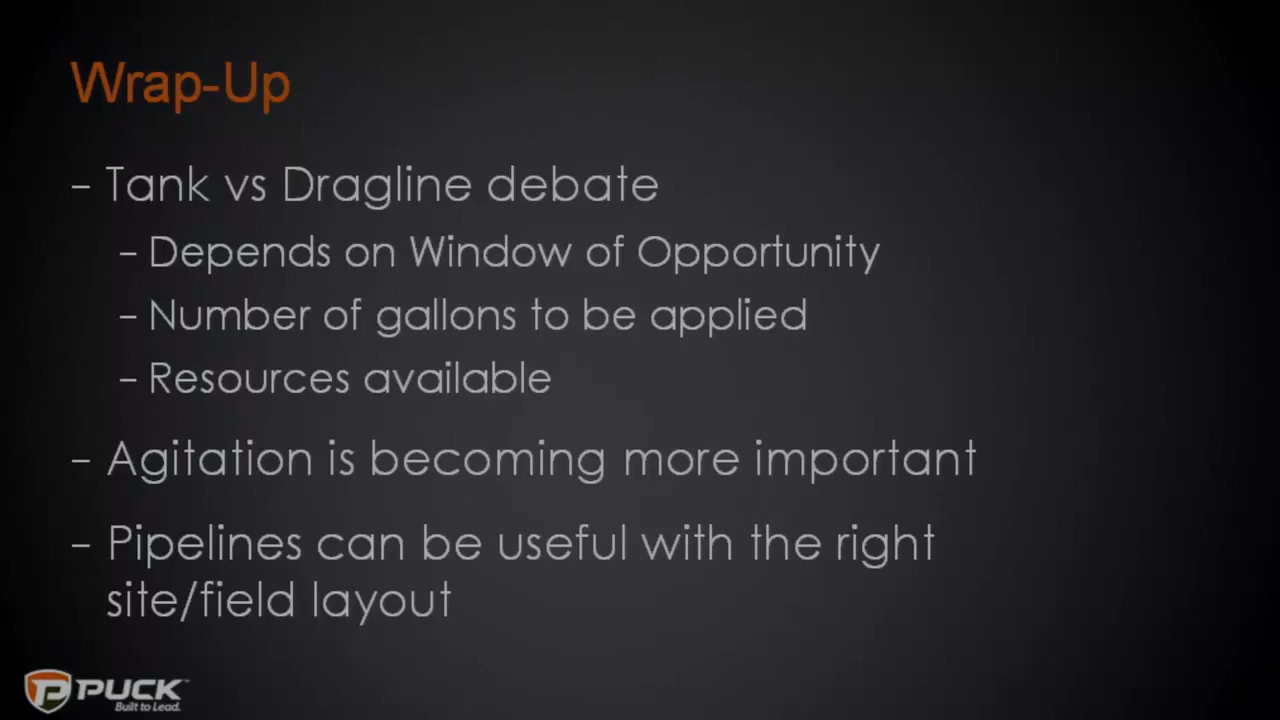 Wrap-Up
- Tank vs Dragline debate
- Depends on Window of Opportunity
- Number of gallons to be applied
- Resources available
- Agitation is becoming more important
- Pipelines can be useful with the right
site/field layout
PUCK™
Built to Lead.